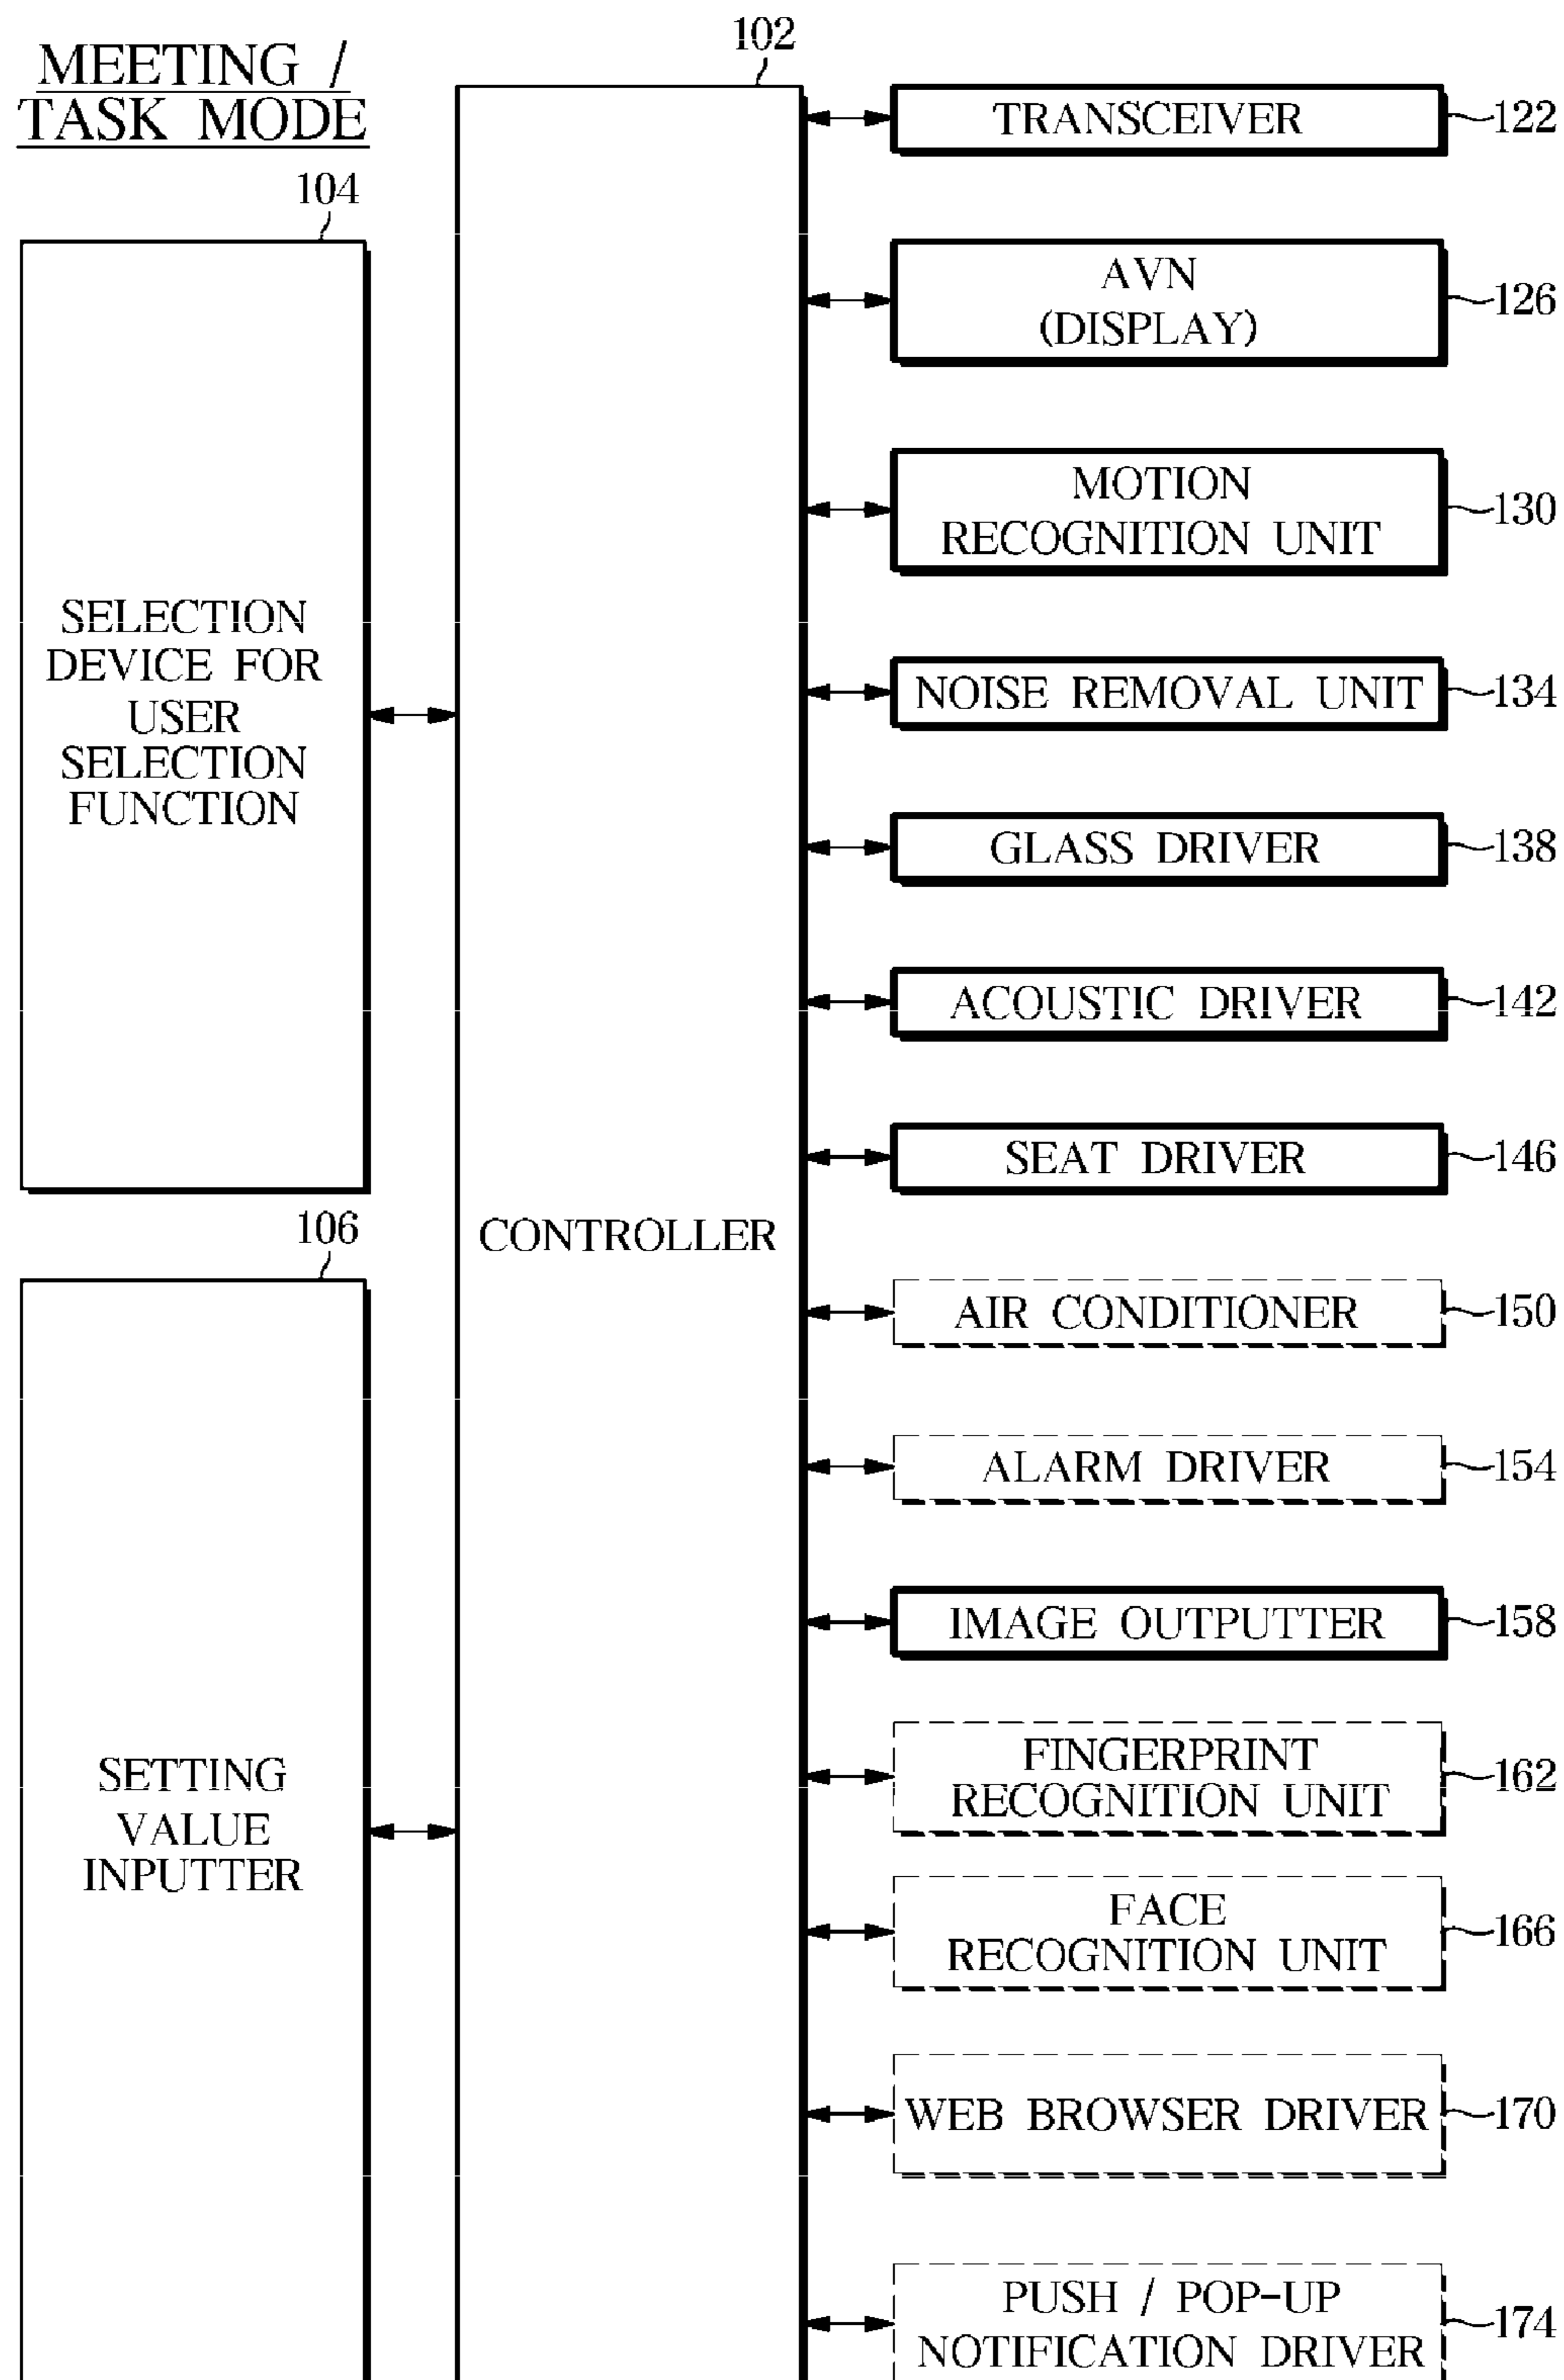 MEETING /
TASK MODE
102
104
SELECTION
DEVICE FOR
USER
SELECTION
FUNCTION
106
SETTING
VALUE
INPUTTER
CONTROLLER
TRANSCEIVER
122
AVN
(DISPLAY)
126
MOTION
RECOGNITION UNIT
130
NOISE REMOVAL UNIT
134
GLASS DRIVER
138
ACOUSTIC DRIVER
142
SEAT DRIVER
146
AIR CONDITIONER
150
ALARM DRIVER
154
IMAGE OUTPUTTER
158
FINGERPRINT
RECOGNITION UNIT
162
FACE
RECOGNITION UNIT
166
WEB BROWSER DRIVER
170
PUSH / POP-UP
NOTIFICATION DRIVER
174